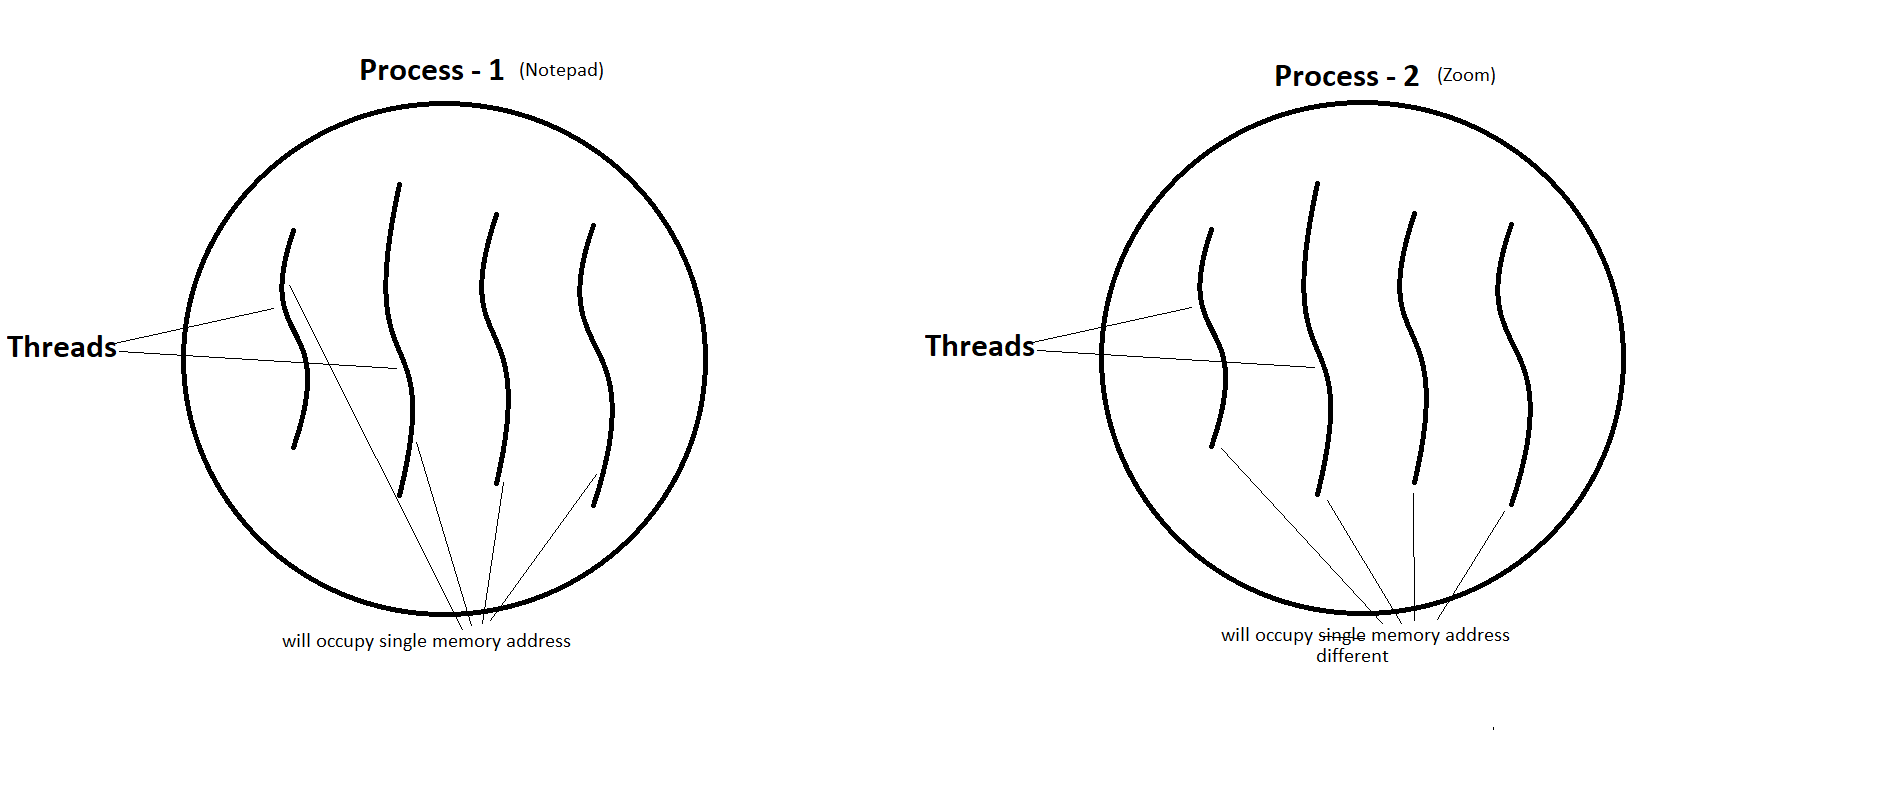 Process - 1 (Notepad)
Threads
will occupy single memory address
Process - 2 (Zoom)
Threads
will occupy single memory address
different